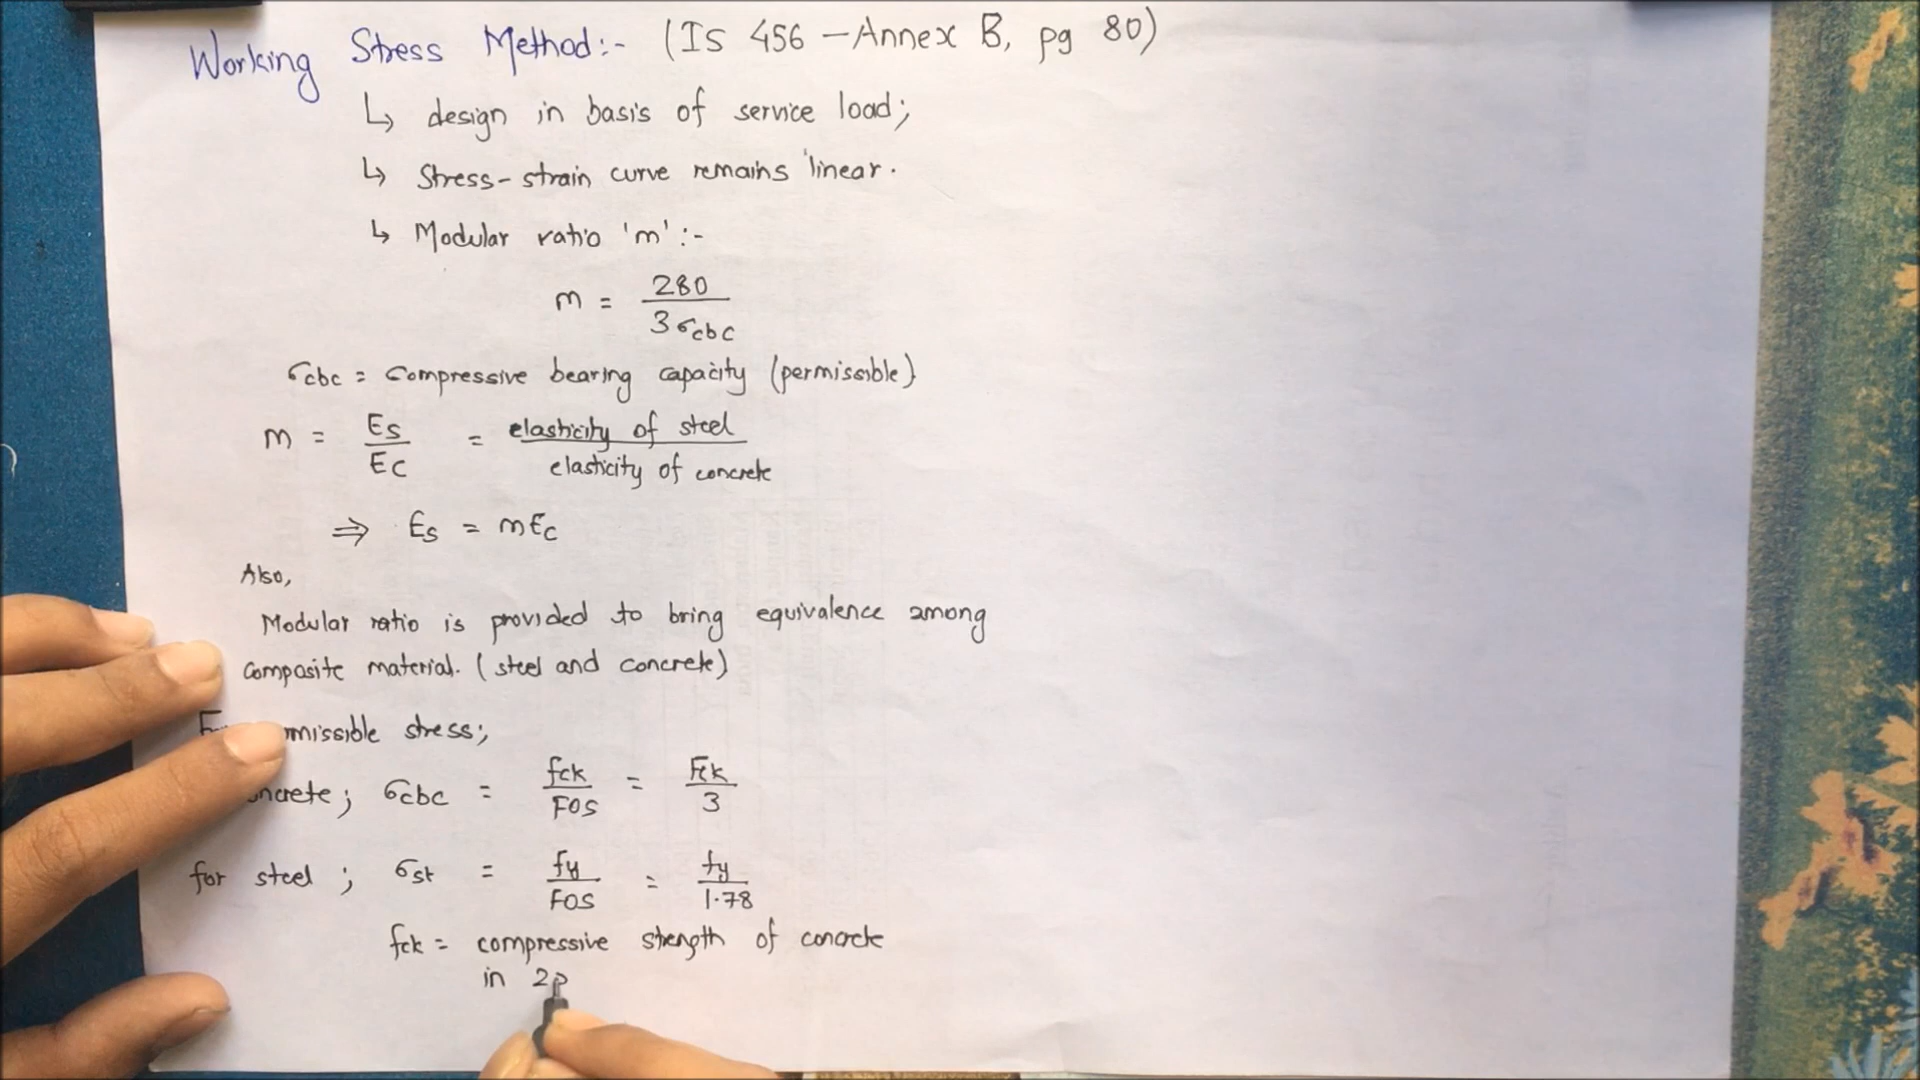 Working Stress Method:- (IS 456 - Annex B, pg 80)
↳ design in basis of service load;
↳ Stress-strain curve remains linear.
↳ Modular ratio 'm':-
m = 280 / 3σcbc
σcbc = Compressive bearing capacity (permissible)
m = Es / Ec = elasticity of steel / elasticity of concrete
⇒ Es = mEc
Also,
Modular ratio is provided to bring equivalence among
composite material. (steel and concrete)
missible stress;
ncrete; σcbc = fck / FOS = Fck / 3
for steel; σst = fy / FOS = fy / 1.78
fck = compressive strength of concrete
in 2